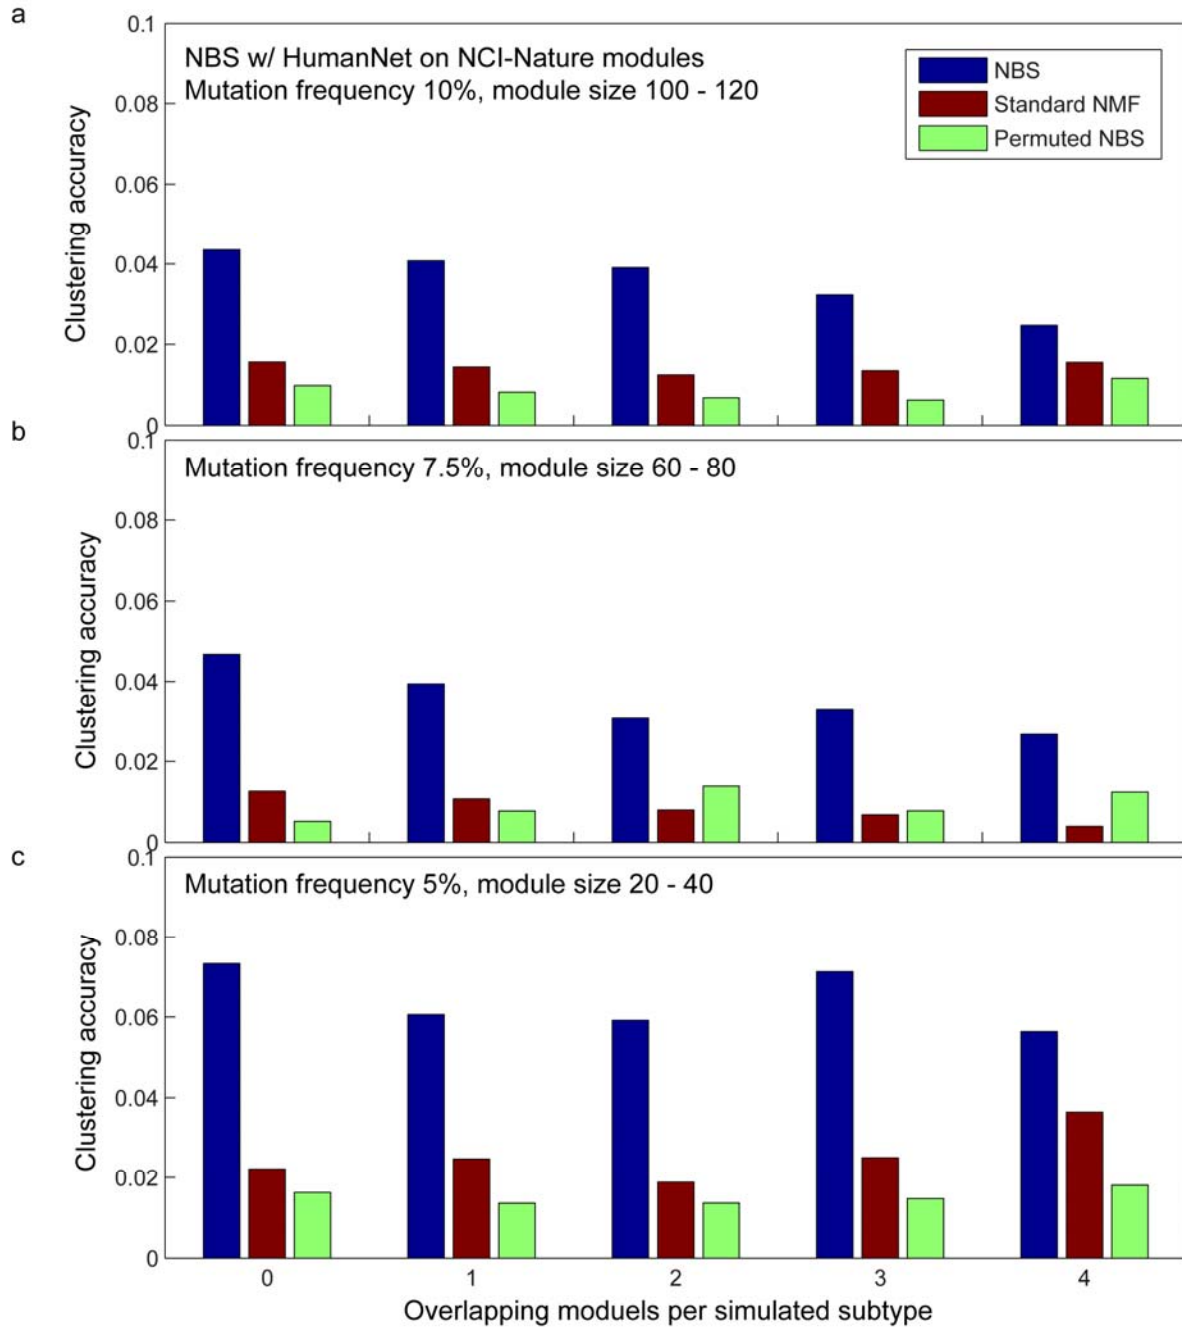 a
0.1
NBS w/ HumanNet on NCI-Nature modules
Mutation frequency 10%, module size 100 - 120
NBS
Standard NMF
Permuted NBS
0.08
0.06
0.04
0.02
0
Clustering accuracy
b
0.1
Mutation frequency 7.5%, module size 60 - 80
0.08
0.06
0.04
0.02
0
Clustering accuracy
c
0.1
Mutation frequency 5%, module size 20 - 40
0.08
0.06
0.04
0.02
0
Clustering accuracy
0 1 2 3 4
Overlapping moduels per simulated subtype